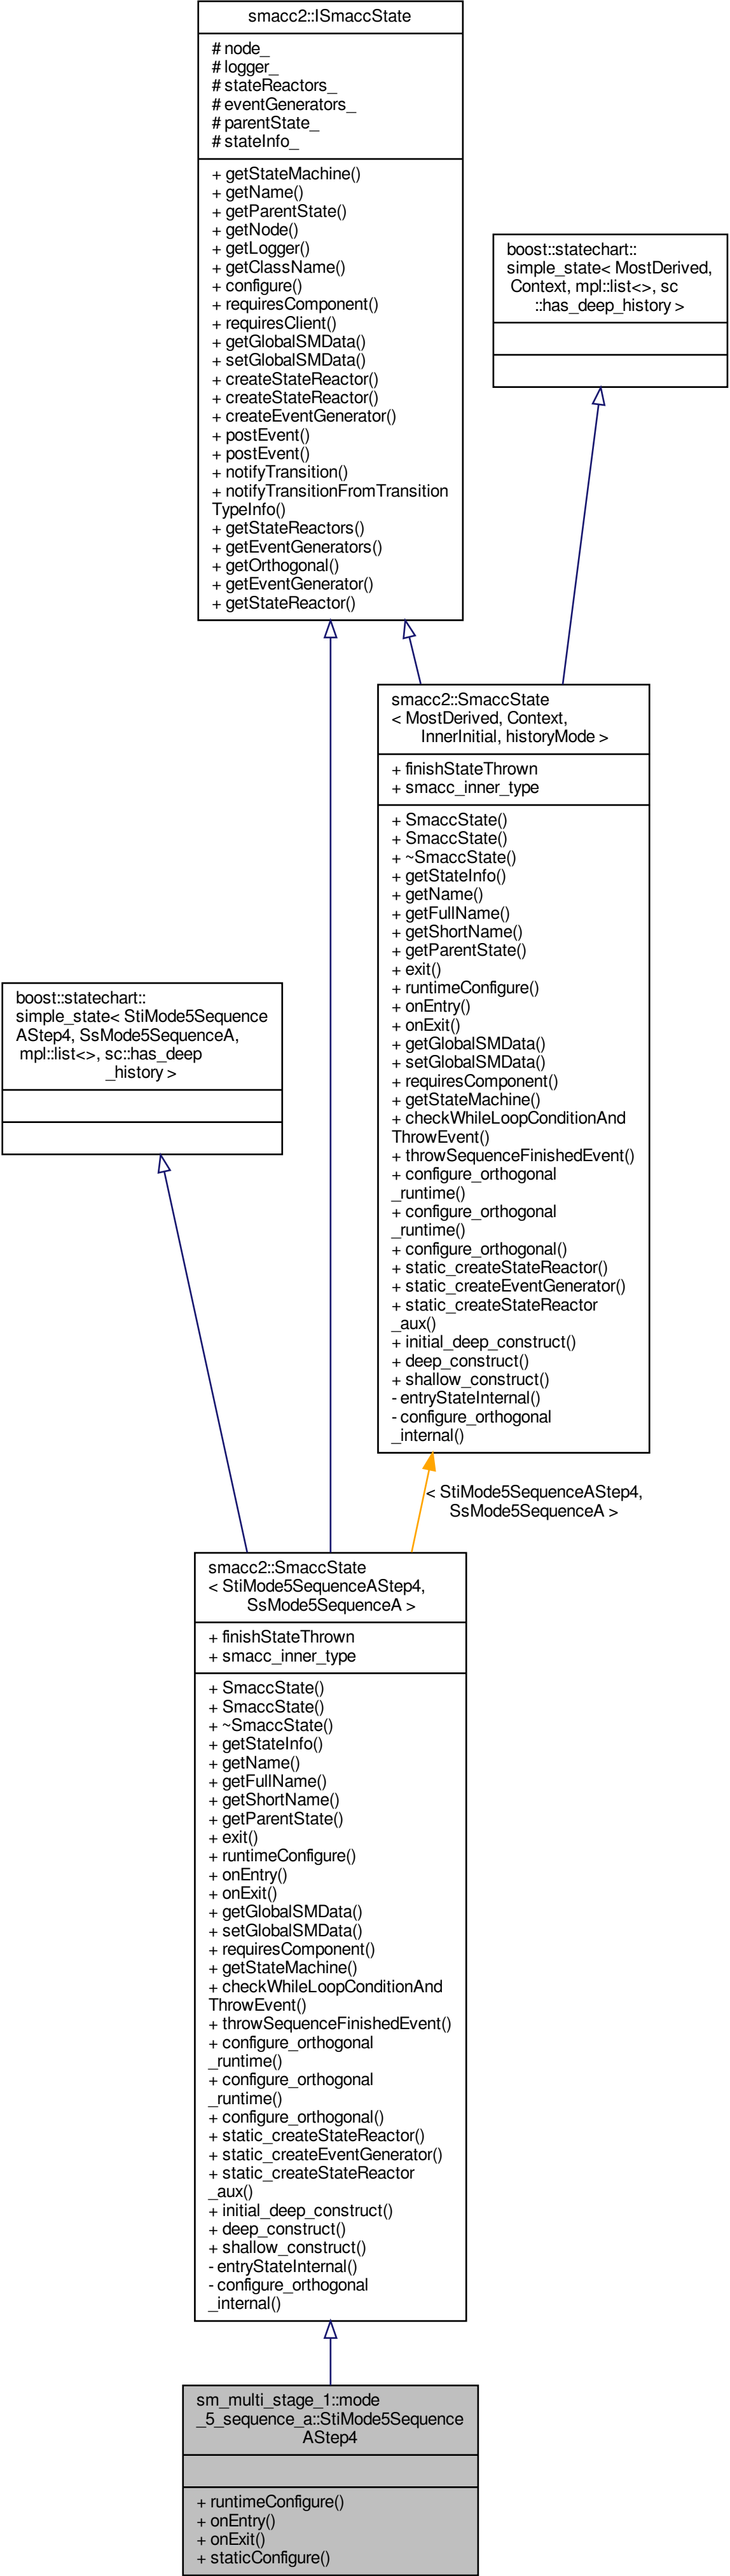 smacc2::ISmaccState
# node_
# logger_
# stateReactors_
# eventGenerators_
# parentState_
# stateInfo_
+ getStateMachine()
+ getName()
+ getParentState()
+ getNode()
+ getLogger()
+ getClassName()
+ configure()
+ requiresComponent()
+ requiresClient()
+ getGlobalSMData()
+ setGlobalSMData()
+ createStateReactor()
+ createStateReactor()
+ createEventGenerator()
+ postEvent()
+ postEvent()
+ notifyTransition()
+ notifyTransitionFromTransition
TypeInfo()
+ getStateReactors()
+ getEventGenerators()
+ getOrthogonal()
+ getEventGenerator()
+ getStateReactor()
boost::statechart::
simple_state< MostDerived,
Context, mpl::list<>, sc
::has_deep_history >
smacc2::SmaccState
< MostDerived, Context,
InnerInitial, historyMode >
+ finishStateThrown
+ smacc_inner_type
+ SmaccState()
+ SmaccState()
+ ~SmaccState()
+ getStateInfo()
+ getName()
+ getFullName()
+ getShortName()
+ getParentState()
+ exit()
+ runtimeConfigure()
+ onEntry()
+ onExit()
+ getGlobalSMData()
+ setGlobalSMData()
+ requiresComponent()
+ getStateMachine()
+ checkWhileLoopConditionAnd
ThrowEvent()
+ throwSequenceFinishedEvent()
+ configure_orthogonal
_runtime()
+ configure_orthogonal
_runtime()
+ configure_orthogonal()
+ static_createStateReactor()
+ static_createEventGenerator()
+ static_createStateReactor
_aux()
+ initial_deep_construct()
+ deep_construct()
+ shallow_construct()
- entryStateInternal()
- configure_orthogonal
_internal()
boost::statechart::
simple_state< StiMode5Sequence
AStep4, SsMode5SequenceA,
mpl::list<>, sc::has_deep
_history >
< StiMode5SequenceAStep4,
SsMode5SequenceA >
smacc2::SmaccState
< StiMode5SequenceAStep4,
SsMode5SequenceA >
+ finishStateThrown
+ smacc_inner_type
+ SmaccState()
+ SmaccState()
+ ~SmaccState()
+ getStateInfo()
+ getName()
+ getFullName()
+ getShortName()
+ getParentState()
+ exit()
+ runtimeConfigure()
+ onEntry()
+ onExit()
+ getGlobalSMData()
+ setGlobalSMData()
+ requiresComponent()
+ getStateMachine()
+ checkWhileLoopConditionAnd
ThrowEvent()
+ throwSequenceFinishedEvent()
+ configure_orthogonal
_runtime()
+ configure_orthogonal
_runtime()
+ configure_orthogonal()
+ static_createStateReactor()
+ static_createEventGenerator()
+ static_createStateReactor
_aux()
+ initial_deep_construct()
+ deep_construct()
+ shallow_construct()
- entryStateInternal()
- configure_orthogonal
_internal()
sm_multi_stage_1::mode
_5_sequence_a::StiMode5Sequence
AStep4
+ runtimeConfigure()
+ onEntry()
+ onExit()
+ staticConfigure()